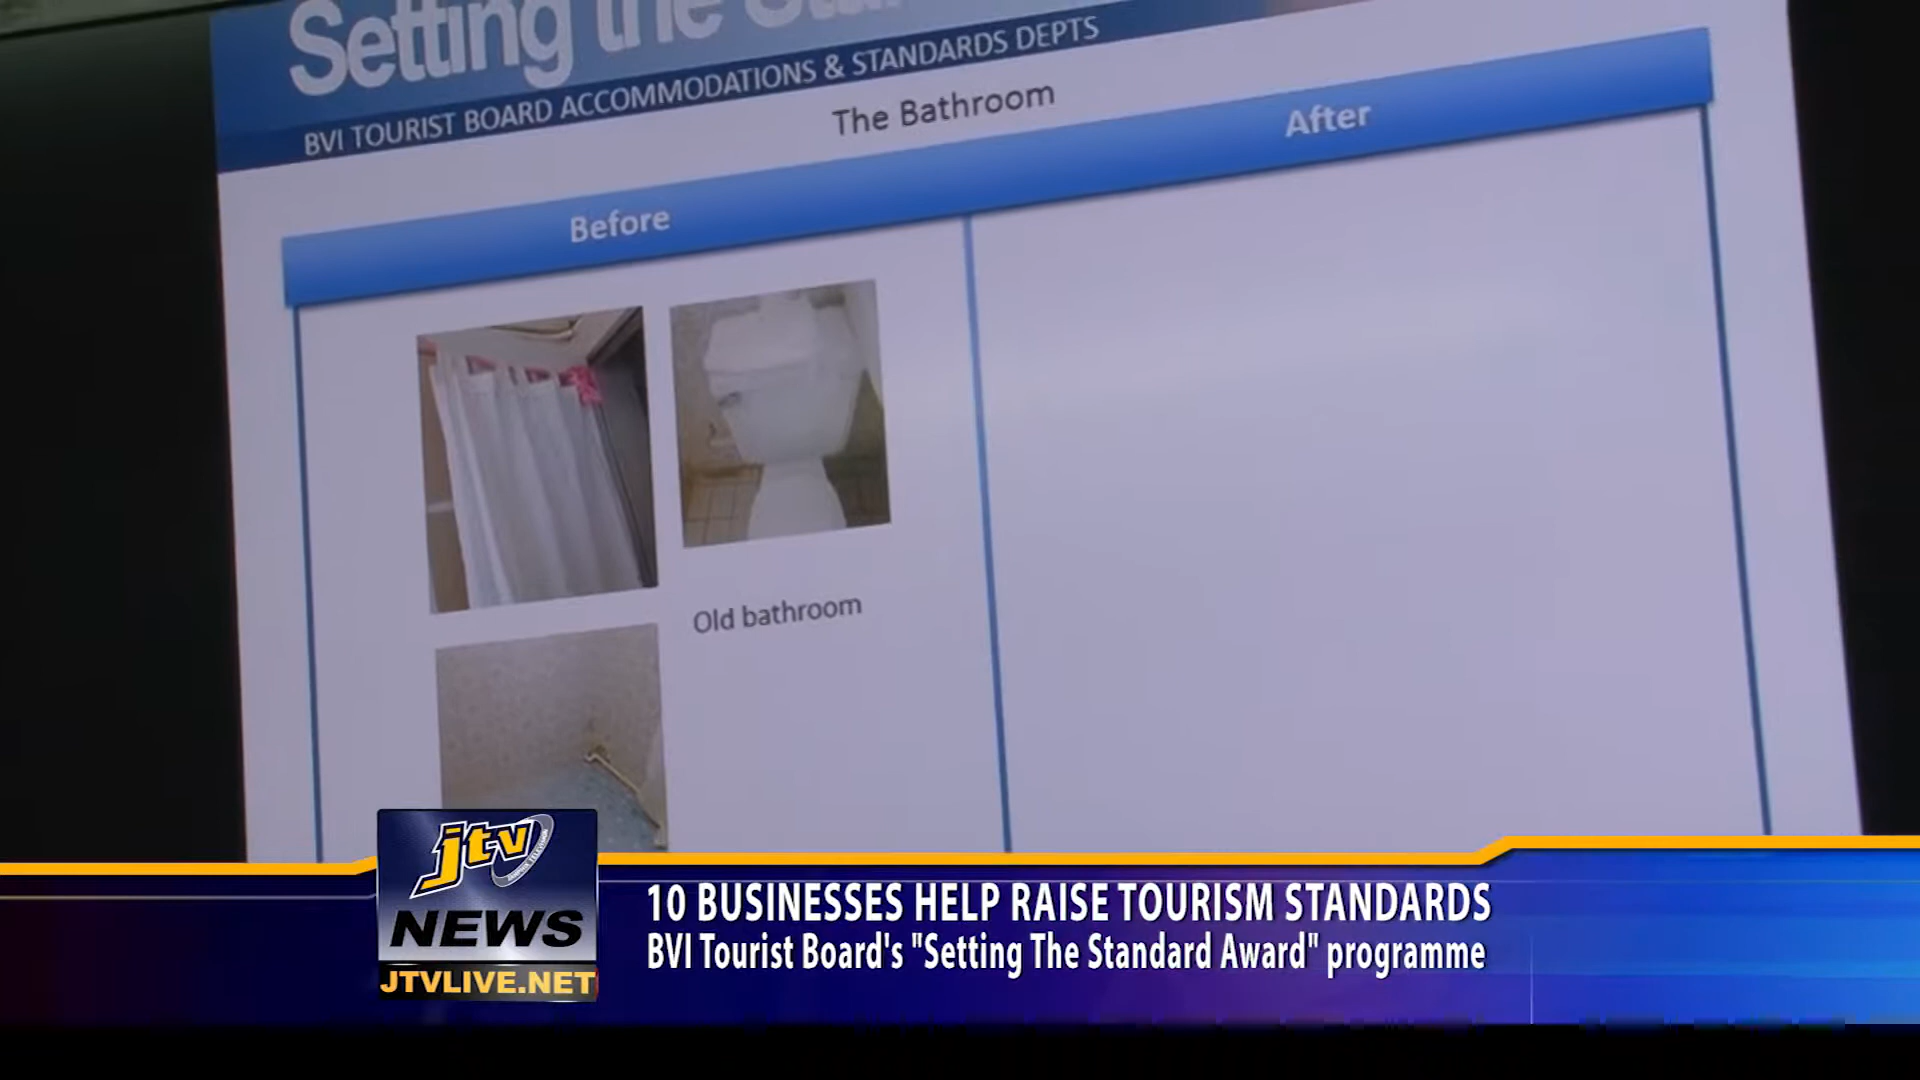 Setting the
BVI TOURIST BOARD ACCOMMODATIONS & STANDARDS DEPTS
The Bathroom
Before
After
Old bathroom
jtv
NEWS
JTVLIVE.NET
10 BUSINESSES HELP RAISE TOURISM STANDARDS
BVI Tourist Board's "Setting The Standard Award" programme